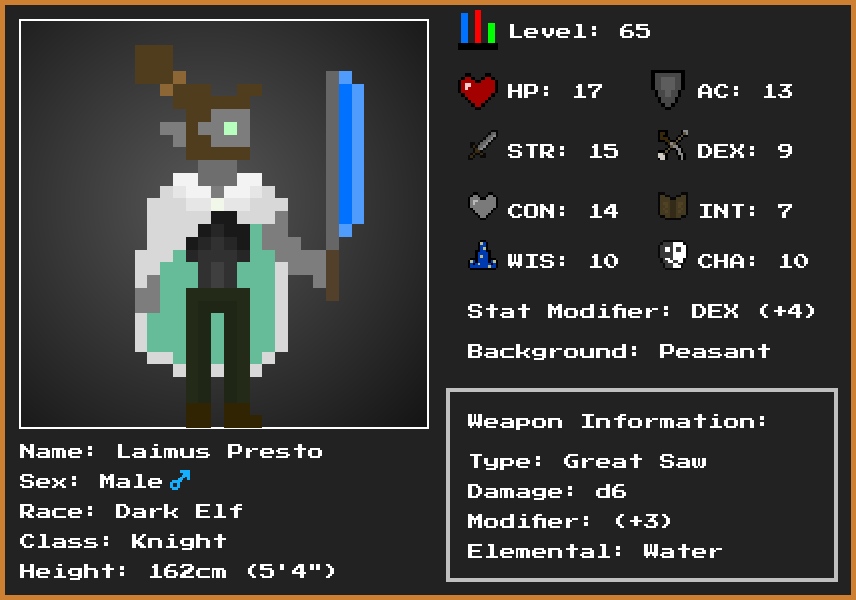 Level: 65
HP: 17 AC: 13
STR: 15 DEX: 9
CON: 14 INT: 7
WIS: 10 CHA: 10
Stat Modifier: DEX (+4)
Background: Peasant
Weapon Information:
Type: Great Saw
Damage: d6
Modifier: (+3)
Elemental: Water
Name: Laimus Presto
Sex: Male ♂
Race: Dark Elf
Class: Knight
Height: 162cm (5'4")